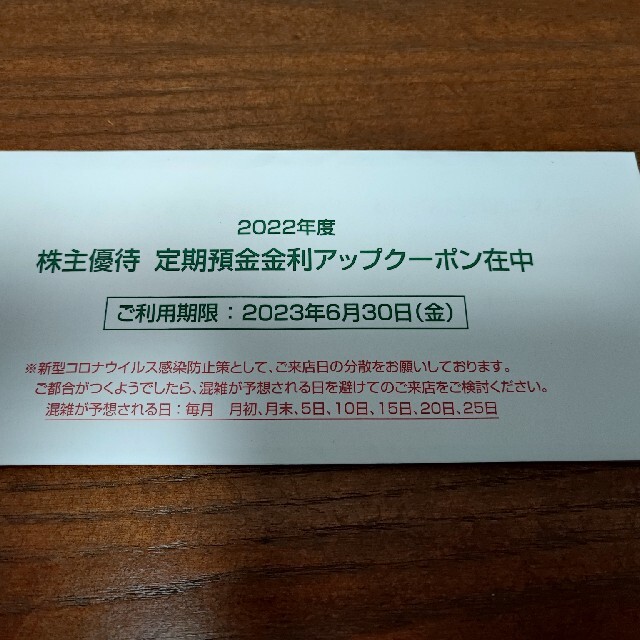 2022年度
株主優待 定期預金金利アップクーポン在中
ご利用期限：2023年6月30日(金)
※新型コロナウイルス感染防止策として、ご来店日の分散をお願いしております。
ご都合がつくようでしたら、混雑が予想される日を避けてのご来店をご検討ください。
混雑が予想される日：毎月　月初、月末、5日、10日、15日、20日、25日